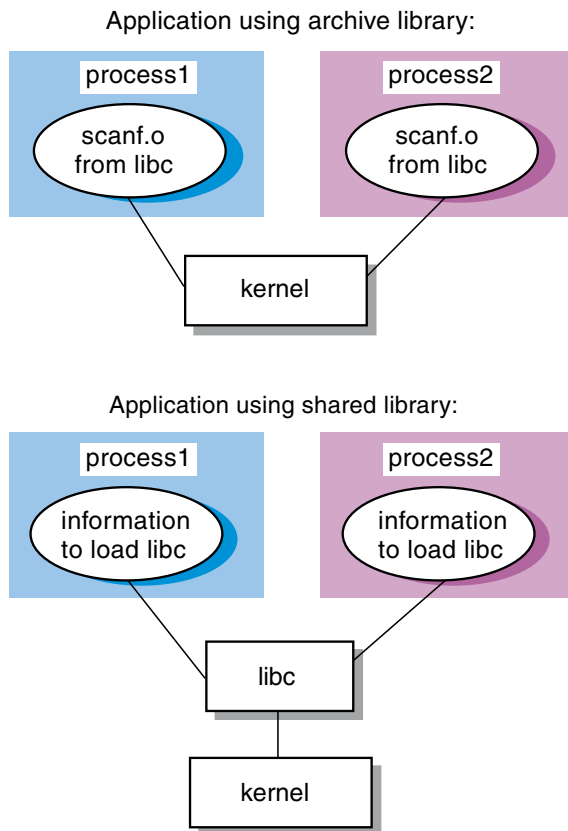 Application using archive library:
process1
process2
scanf.o
from libc
scanf.o
from libc
kernel
Application using shared library:
process1
process2
information
to load libc
information
to load libc
libc
kernel